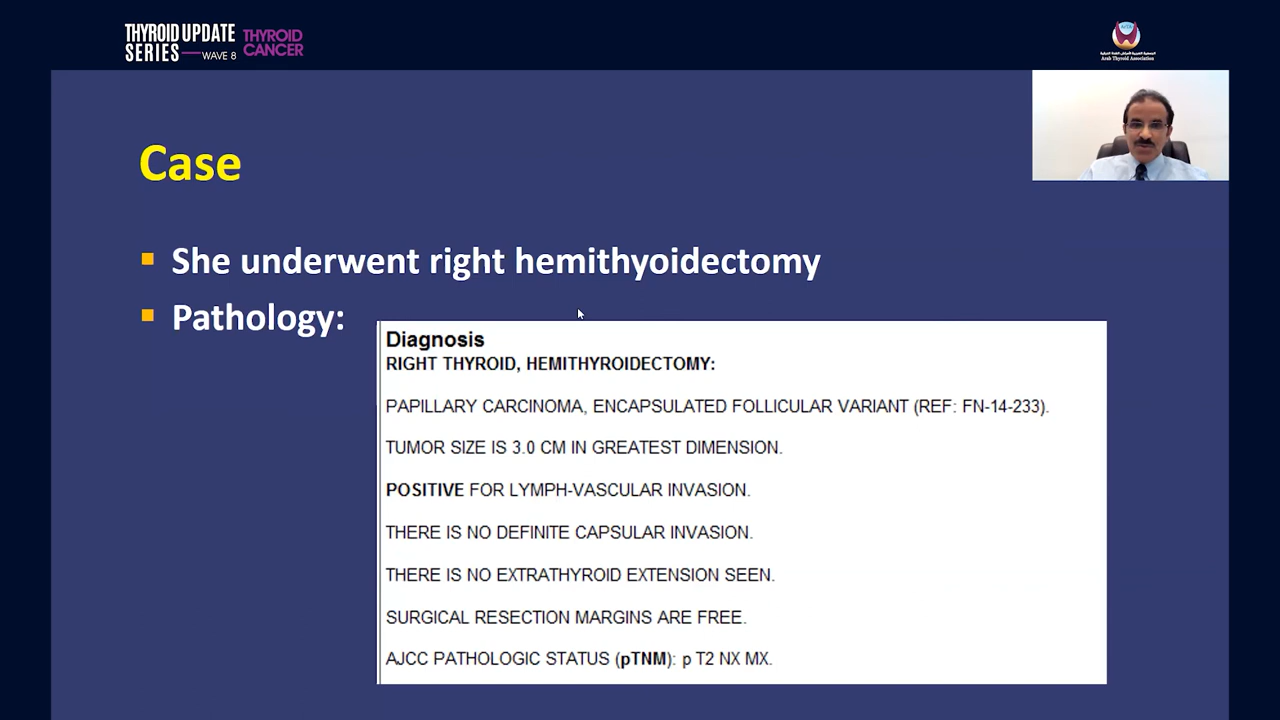 THYROID UPDATE
SERIES
WAVE 8
THYROID
CANCER
Arab Thyroid Association
Case
She underwent right hemithyoidectomy
Pathology:
Diagnosis
RIGHT THYROID, HEMITHYROIDECTOMY:
PAPILLARY CARCINOMA, ENCAPSULATED FOLLICULAR VARIANT (REF: FN-14-233).
TUMOR SIZE IS 3.0 CM IN GREATEST DIMENSION.
POSITIVE FOR LYMPH-VASCULAR INVASION.
THERE IS NO DEFINITE CAPSULAR INVASION.
THERE IS NO EXTRATHYROID EXTENSION SEEN.
SURGICAL RESECTION MARGINS ARE FREE.
AJCC PATHOLOGIC STATUS (pTNM): p T2 NX MX.